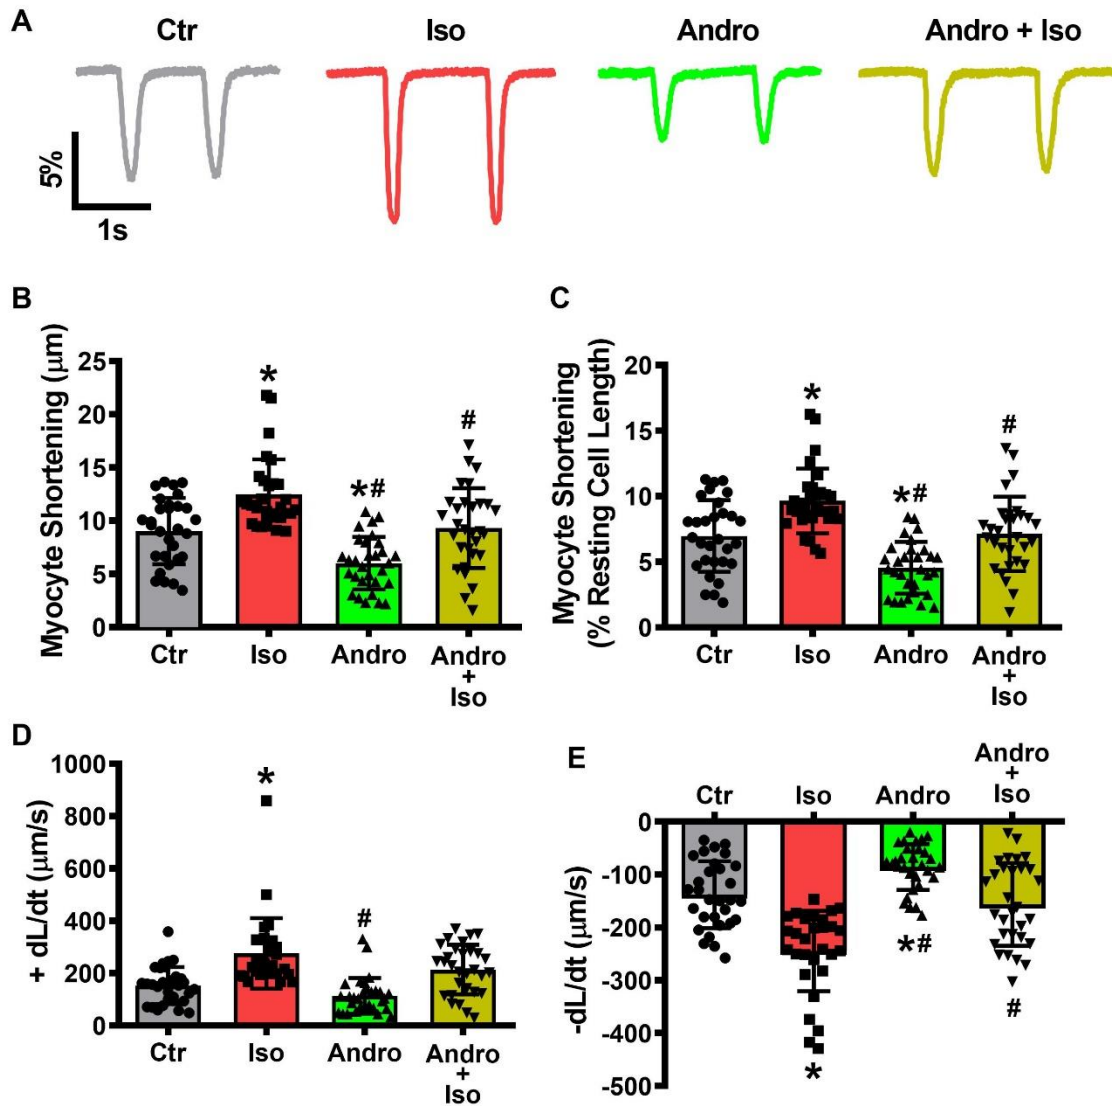 A
Ctr Iso Andro Andro + Iso
5%
1s
B
Myocyte Shortening (μm)
25
20
15
10
5
0
*
*#
#
Ctr Iso Andro Andro
+
Iso
C
Myocyte Shortening
(% Resting Cell Length)
20
15
10
5
0
*
*#
#
Ctr Iso Andro Andro
+
Iso
D
+ dL/dt (μm/s)
1000
800
600
400
200
0
*
#
Ctr Iso Andro Andro
+
Iso
E
Andro
+
Ctr Iso Andro Iso
-dL/dt (μm/s)
0
-100
-200
-300
-400
-500
*#
#
*